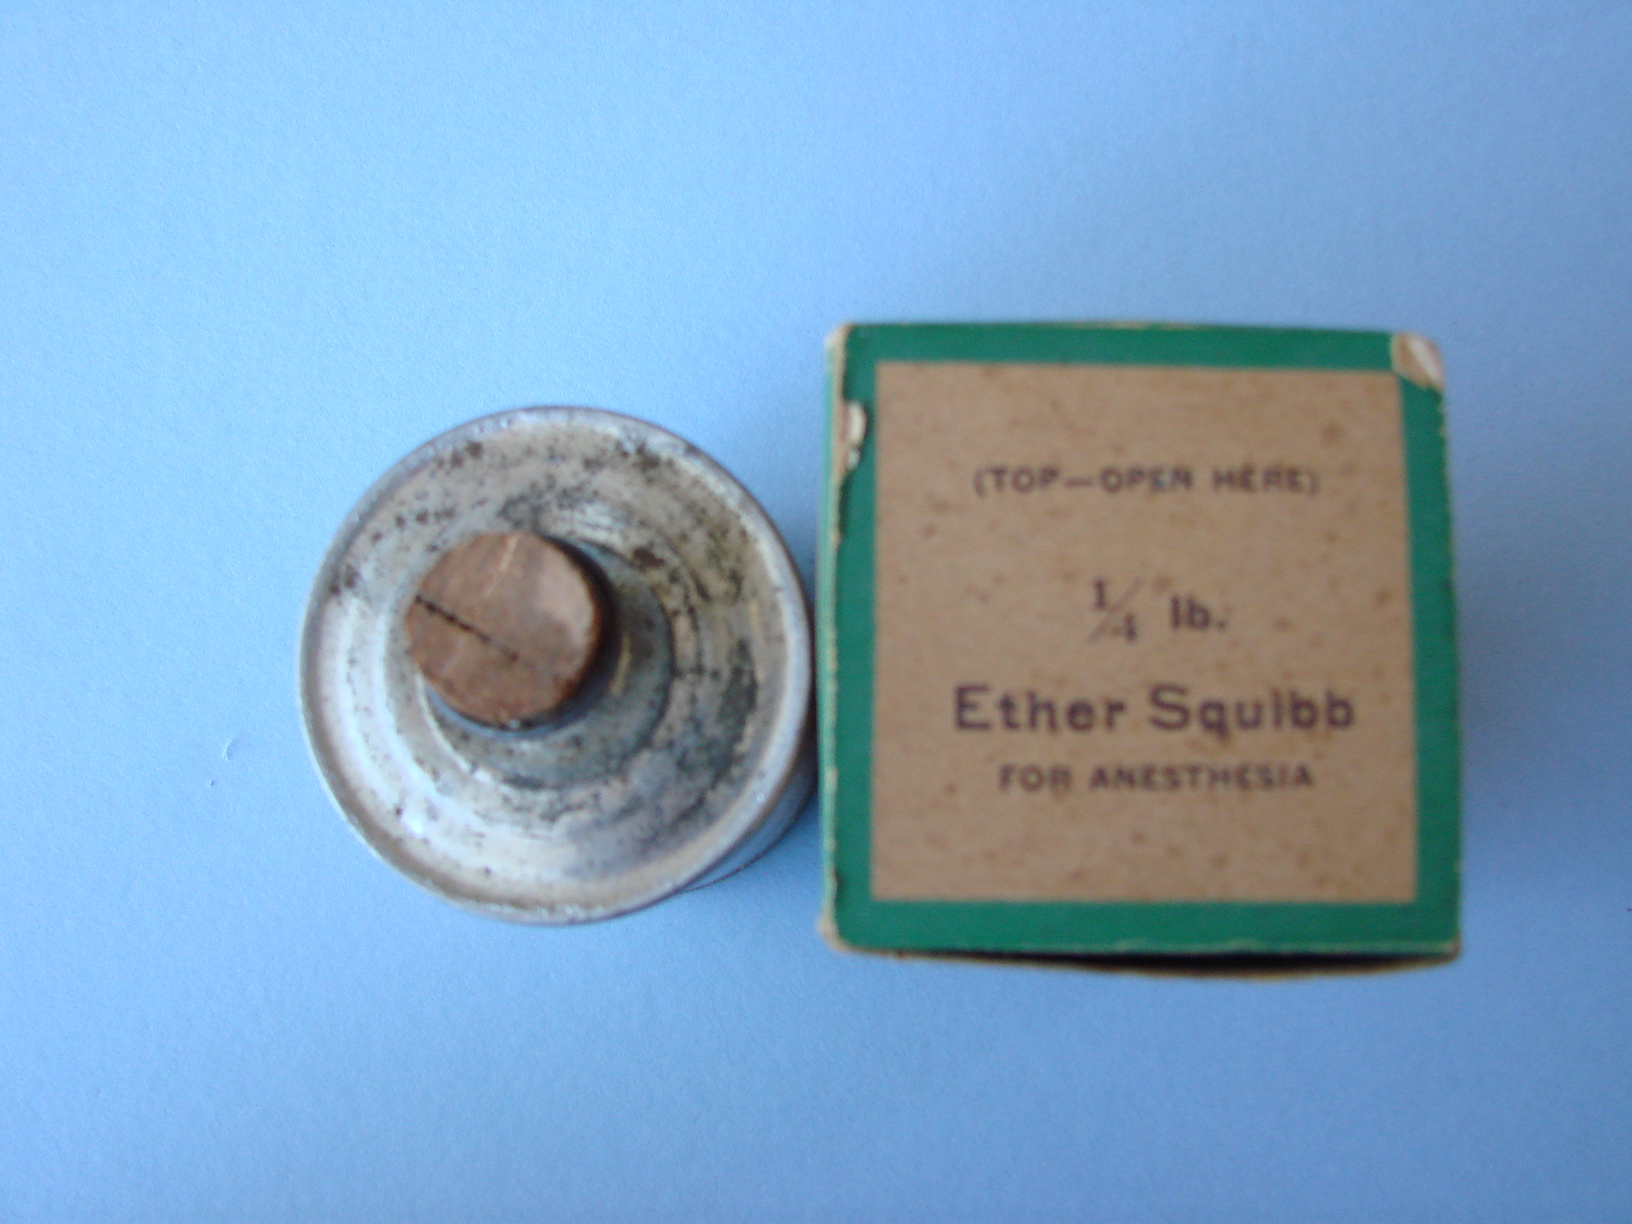 (TOP—OPEN HERE)
1/4 lb.
Ether Squibb
FOR ANESTHESIA